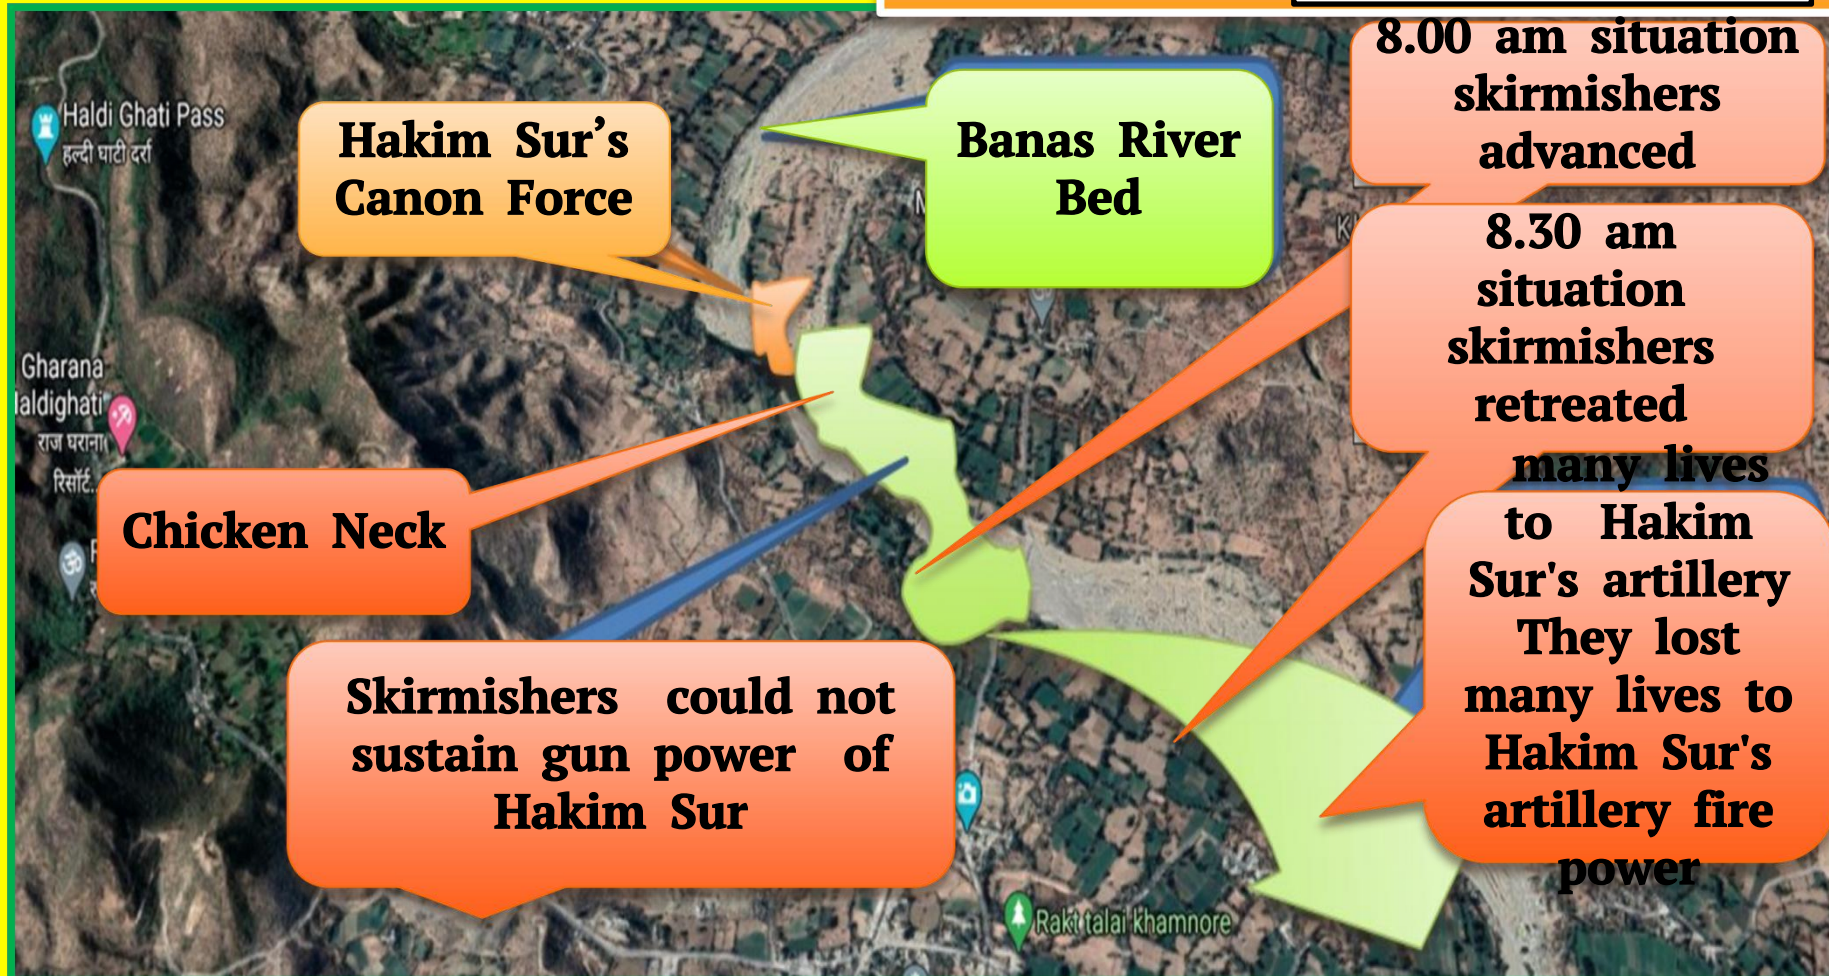 8.00 am situation
skirmishers
advanced
Haldi Ghati Pass
हल्दी घाटी दर्रा
Hakim Sur’s
Canon Force
Banas River
Bed
8.30 am
situation
skirmishers
retreated
Gharana
aldighati
राज घराना
रिसॉर्ट..
Chicken Neck
many lives
to Hakim
Sur's artillery
They lost
many lives to
Hakim Sur's
artillery fire
power
Skirmishers could not
sustain gun power of
Hakim Sur
Rakt talai khamnore